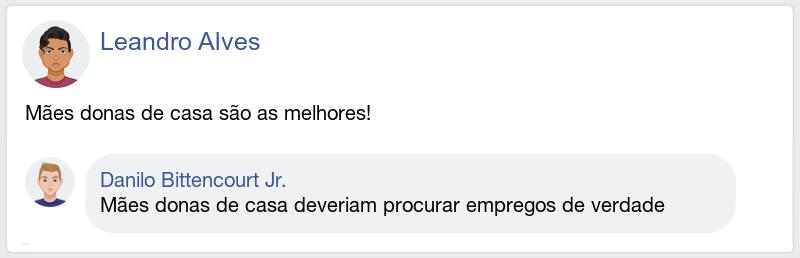 Leandro Alves
Mães donas de casa são as melhores!
Danilo Bittencourt Jr.
Mães donas de casa deveriam procurar empregos de verdade